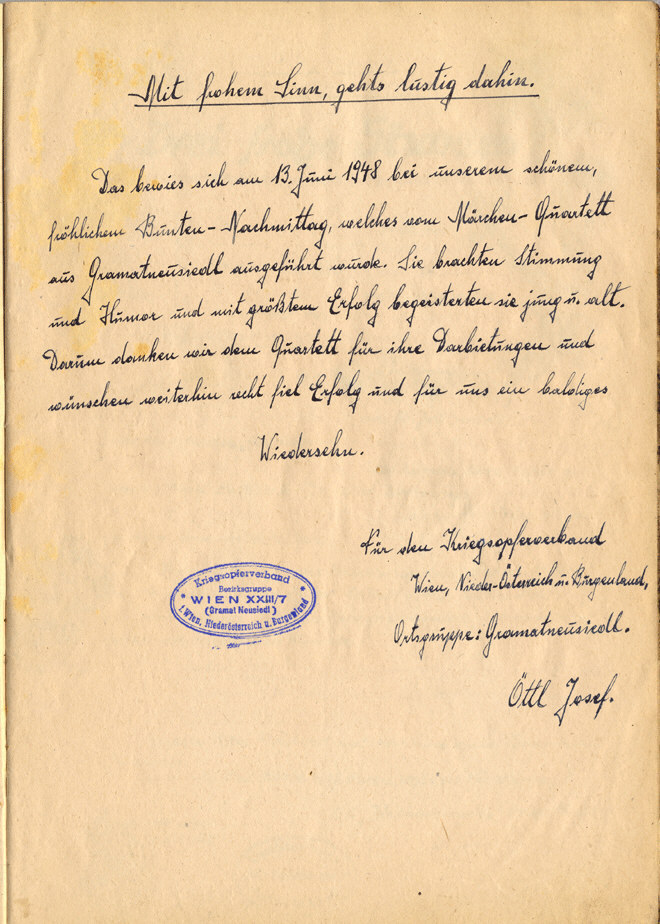 Mit frohem Sinn, gehts lustig dahin.
Das bewies sich am 13. Juni 1948 bei unserem schönem,
fröhlichem Bunten-Nachmittag, welches vom Märchen-Quartett
aus Gramatneusiedl ausgeführt wurde. Sie brachten Stimmung
und Humor und mit größtem Erfolg begeisterten sie jung u. alt.
Darum danken wir dem Quartett für ihre Darbietungen und
wünschen weiterhin recht fiel Erfolg und für uns ein baldiges
Wiedersehn.
Für den Kriegsopferverband
Wien, Nieder-Österreich u. Burgenland,
Ortsgruppe: Gramatneusiedl.
Öttl Josef.
Kriegsopferverband
Bezirksgruppe
* WIEN XXIII/7 *
(Gramat Neusiedl)
f. Wien, Niederösterreich u. Burgenland